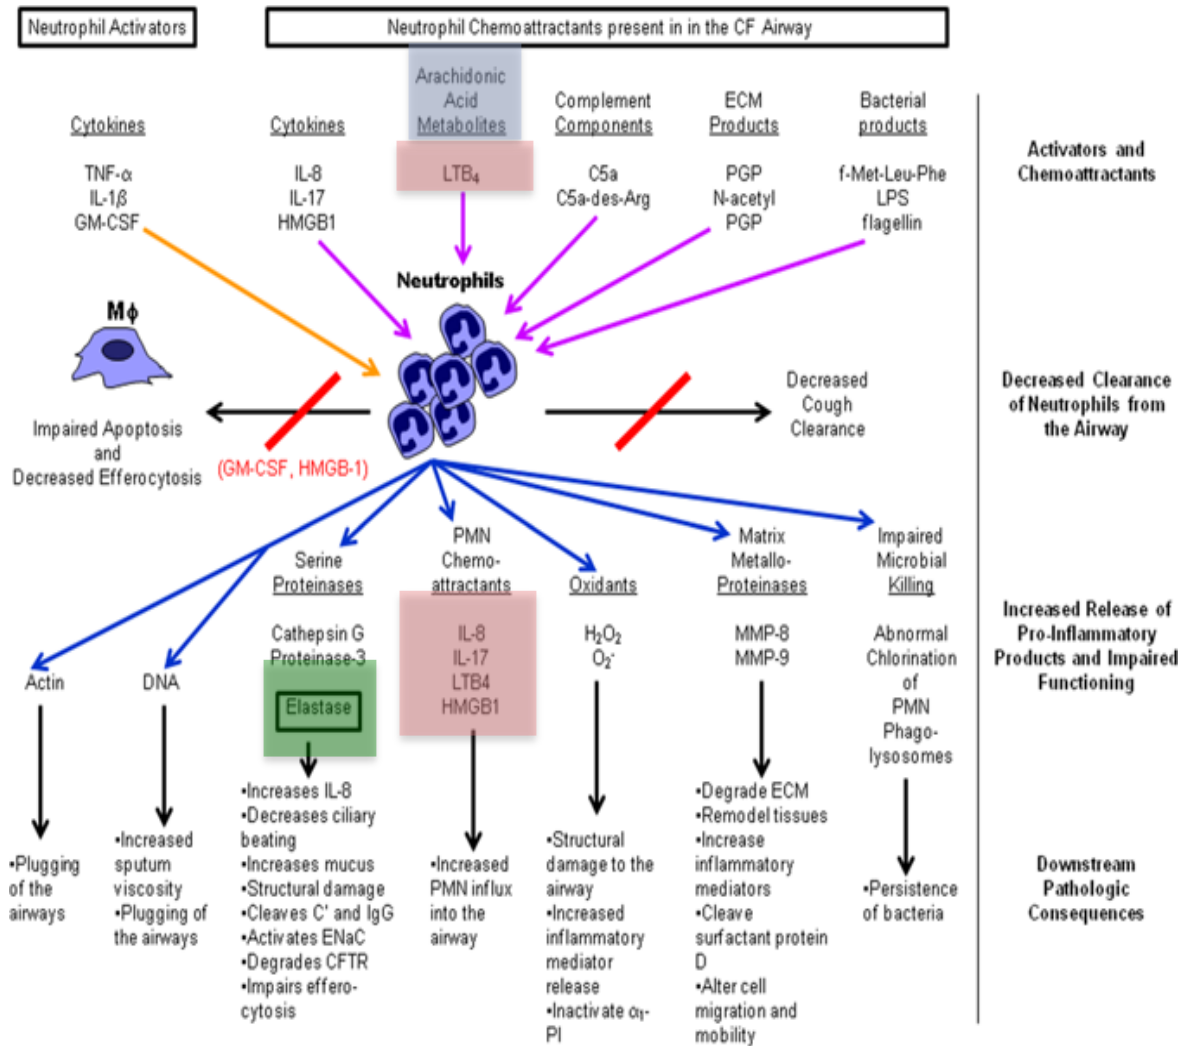 Neutrophil Activators
Neutrophil Chemoattractants present in in the CF Airway
Cytokines
TNF-α
IL-1ß
GM-CSF
Cytokines
IL-8
IL-17
HMGB1
Arachidonic
Acid
Metabolites
LTB₄
Complement
Components
C5a
C5a-des-Arg
ECM
Products
PGP
N-acetyl
PGP
Bacterial
products
f-Met-Leu-Phe
LPS
flagellin
Activators and
Chemoattractants
Neutrophils
Mϕ
Impaired Apoptosis
and
Decreased Efferocytosis
(GM-CSF, HMGB-1)
Decreased
Cough
Clearance
Decreased Clearance
of Neutrophils from
the Airway
Actin
DNA
Serine
Proteinases
Cathepsin G
Proteinase-3
Elastase
PMN
Chemo-
attractants
IL-8
IL-17
LTB4
HMGB1
Oxidants
H₂O₂
O₂⁻
Matrix
Metallo-
Proteinases
MMP-8
MMP-9
Impaired
Microbial
Killing
Abnormal
Chlorination
of
PMN
Phago-
lysosomes
Increased Release of
Pro-Inflammatory
Products and Impaired
Functioning
•Plugging
of the
airways
•Increased
sputum
viscosity
•Plugging of
the airways
•Increases IL-8
•Decreases ciliary
beating
•Increases mucus
•Structural damage
•Cleaves C' and IgG
•Activates ENaC
•Degrades CFTR
•Impairs effero-
cytosis
•Increased
PMN influx
into the
airway
•Structural
damage to the
airway
•Increased
inflammatory
mediator
release
•Inactivate α₁-
PI
•Degrade ECM
•Remodel tissues
•Increase
inflammatory
mediators
•Cleave
surfactant protein
D
•Alter cell
migration and
mobility
•Persistence
of bacteria
Downstream
Pathologic
Consequences